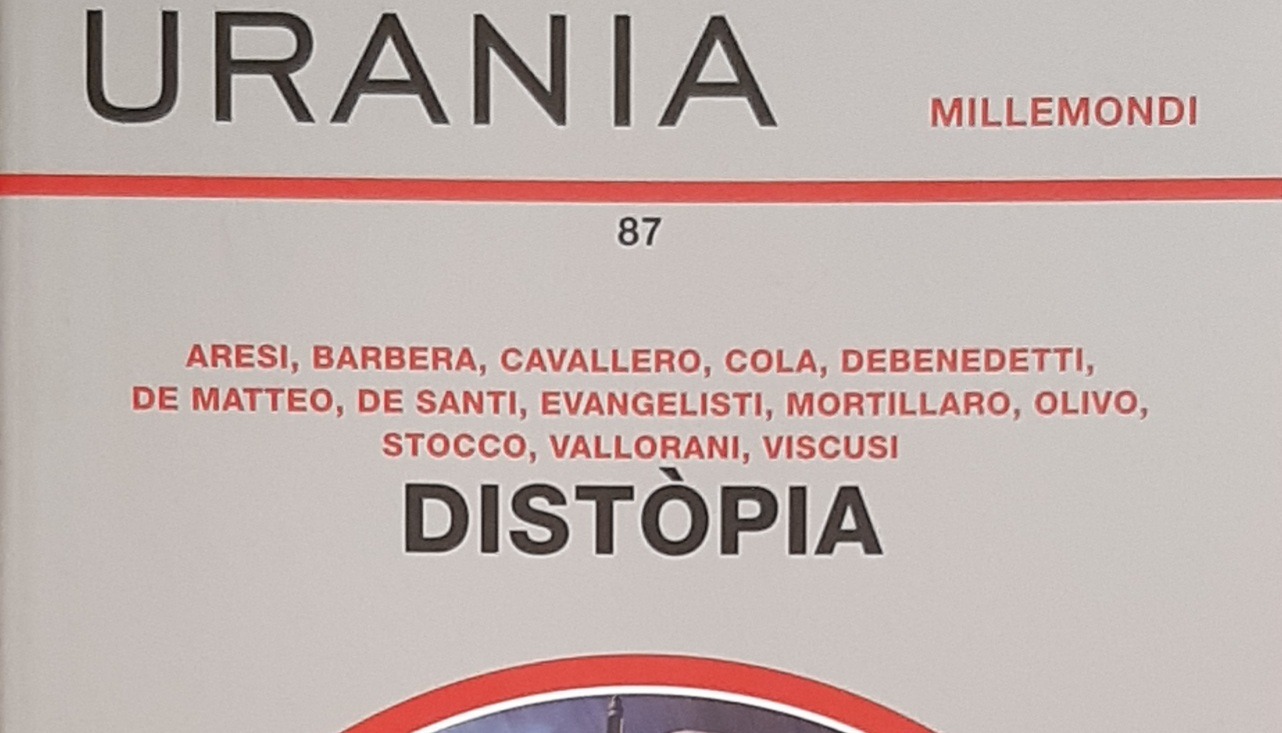 URANIA
MILLEMONDI
87
ARESI, BARBERA, CAVALLERO, COLA, DEBENEDETTI,
DE MATTEO, DE SANTI, EVANGELISTI, MORTILLARO, OLIVO,
STOCCO, VALLORANI, VISCUSI
DISTÒPIA